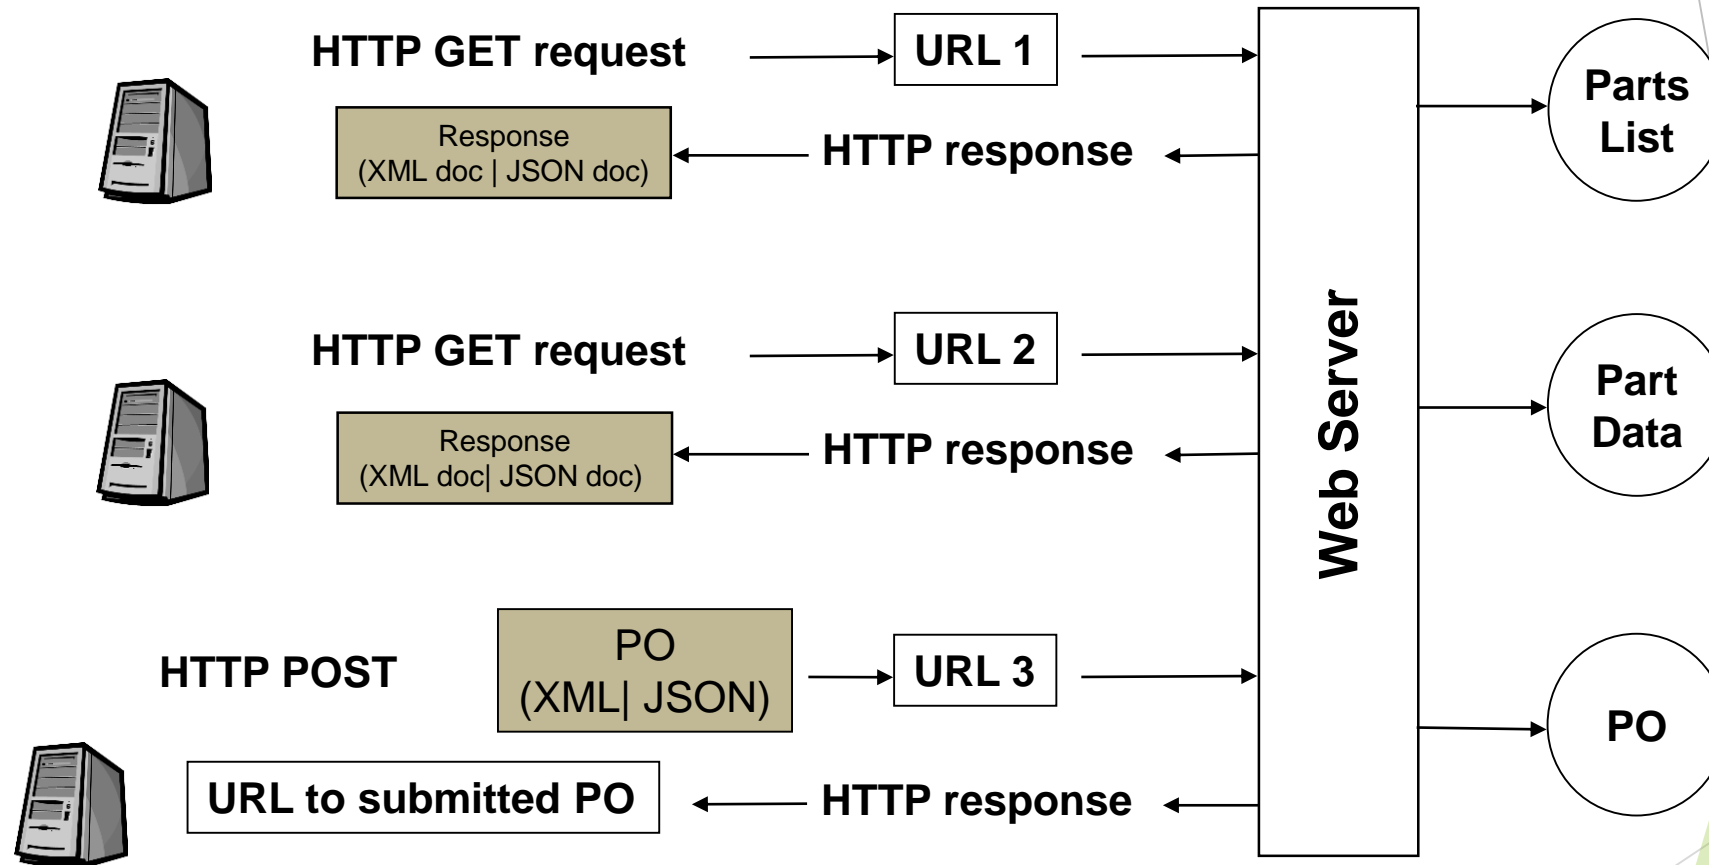 HTTP GET request
URL 1
Response
(XML doc | JSON doc)
HTTP response
Parts
List
HTTP GET request
URL 2
Response
(XML doc| JSON doc)
HTTP response
Web Server
Part
Data
HTTP POST
PO
(XML| JSON)
URL 3
PO
URL to submitted PO
HTTP response